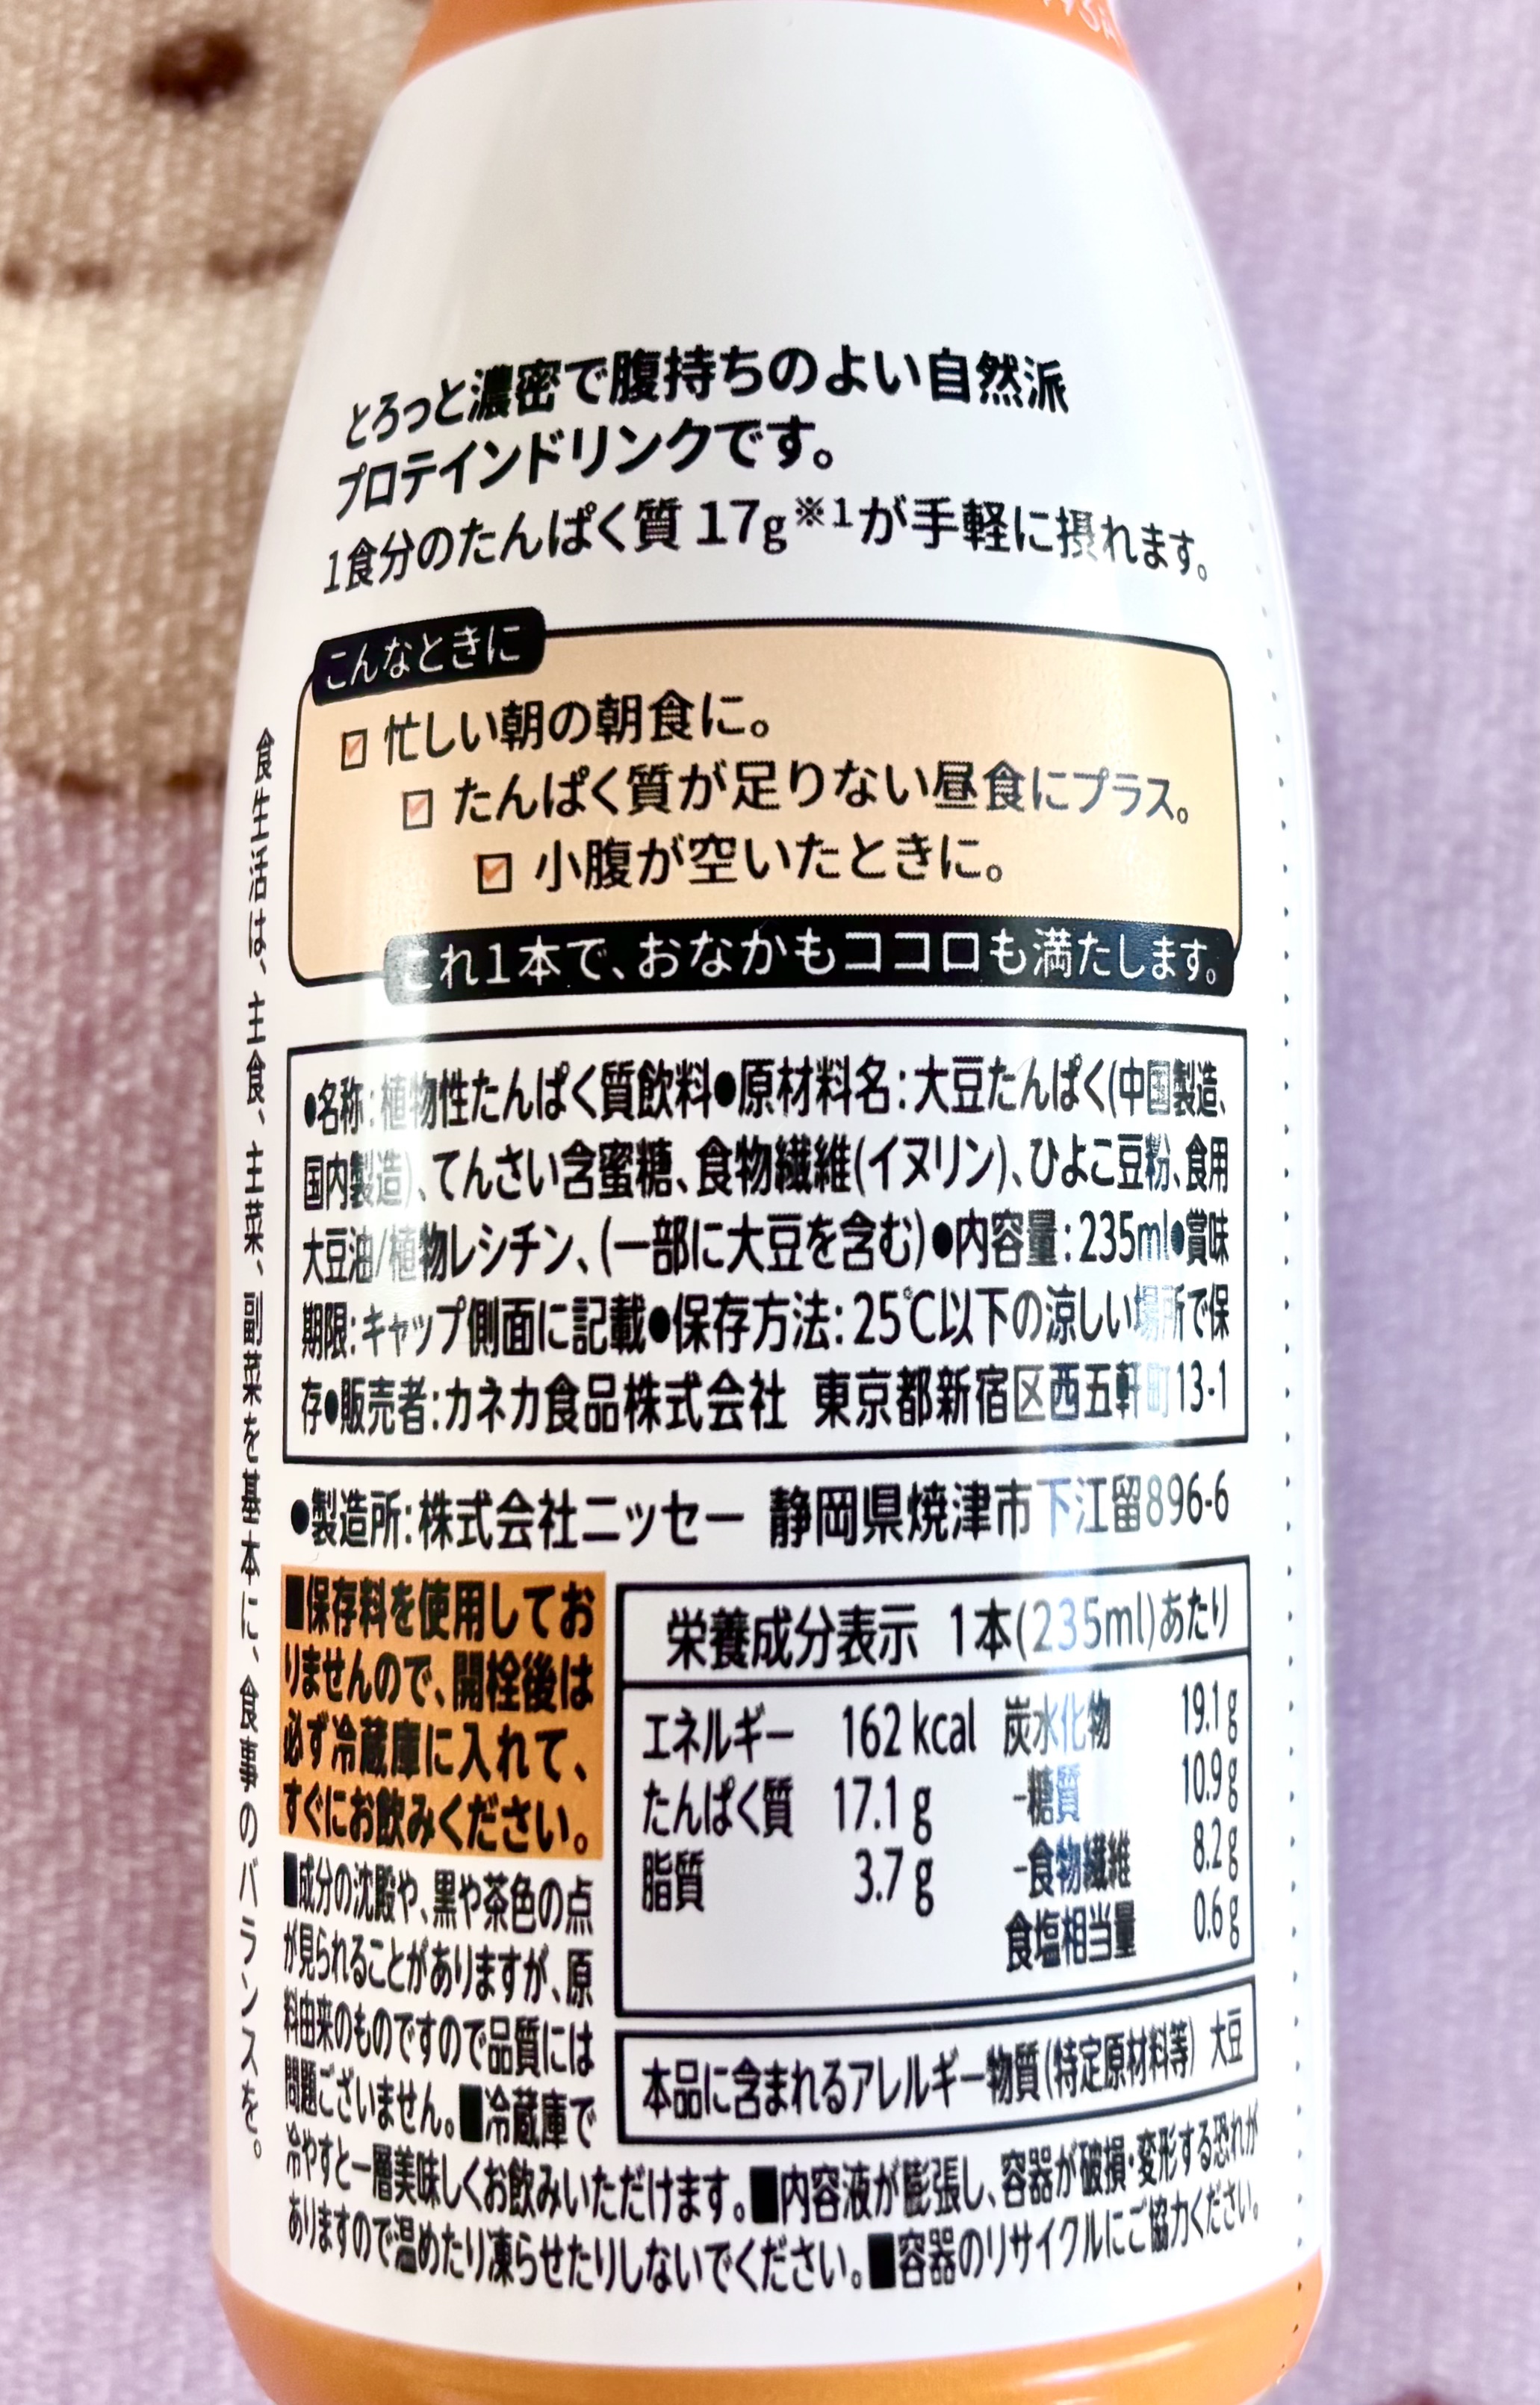 とろっと濃密で腹持ちのよい自然派
プロテインドリンクです。
1食分のたんぱく質 17g※1が手軽に摂れます。
こんなときに
忙しい朝の朝食に。
たんぱく質が足りない昼食にプラス。
小腹が空いたときに。
これ1本で、おなかもココロも満たします。
食生活は、主食、主菜、副菜を基本に、食事のバランスを。
●名称:植物性たんぱく質飲料●原材料名:大豆たんぱく(中国製造、
国内製造)、てんさい含蜜糖、食物繊維(イヌリン)、ひよこ豆粉、食用
大豆油/植物レシチン、(一部に大豆を含む)●内容量:235ml●賞味
期限:キャップ側面に記載●保存方法:25℃以下の涼しい場所で保
存●販売者:カネカ食品株式会社 東京都新宿区西五軒町13-1
●製造所:株式会社ニッセー 静岡県焼津市下江留896-6
■保存料を使用してお
りませんので、開栓後は
必ず冷蔵庫に入れて、
すぐにお飲みください。
栄養成分表示 1本(235ml)あたり
エネルギー 162 kcal 炭水化物 19.1g
たんぱく質 17.1 g -糖質 10.9g
脂質 3.7 g -食物繊維 8.2g
食塩相当量 0.6g
本品に含まれるアレルギー物質(特定原材料等) 大豆
■成分の沈殿や、黒や茶色の点
が見られることがありますが、原
料由来のものですので品質には
問題ございません。■冷蔵庫で
冷やすと一層美味しくお飲みいただけます。■内容液が膨張し、容器が破損・変形する恐れが
ありますので温めたり凍らせたりしないでください。■容器のリサイクルにご協力ください。